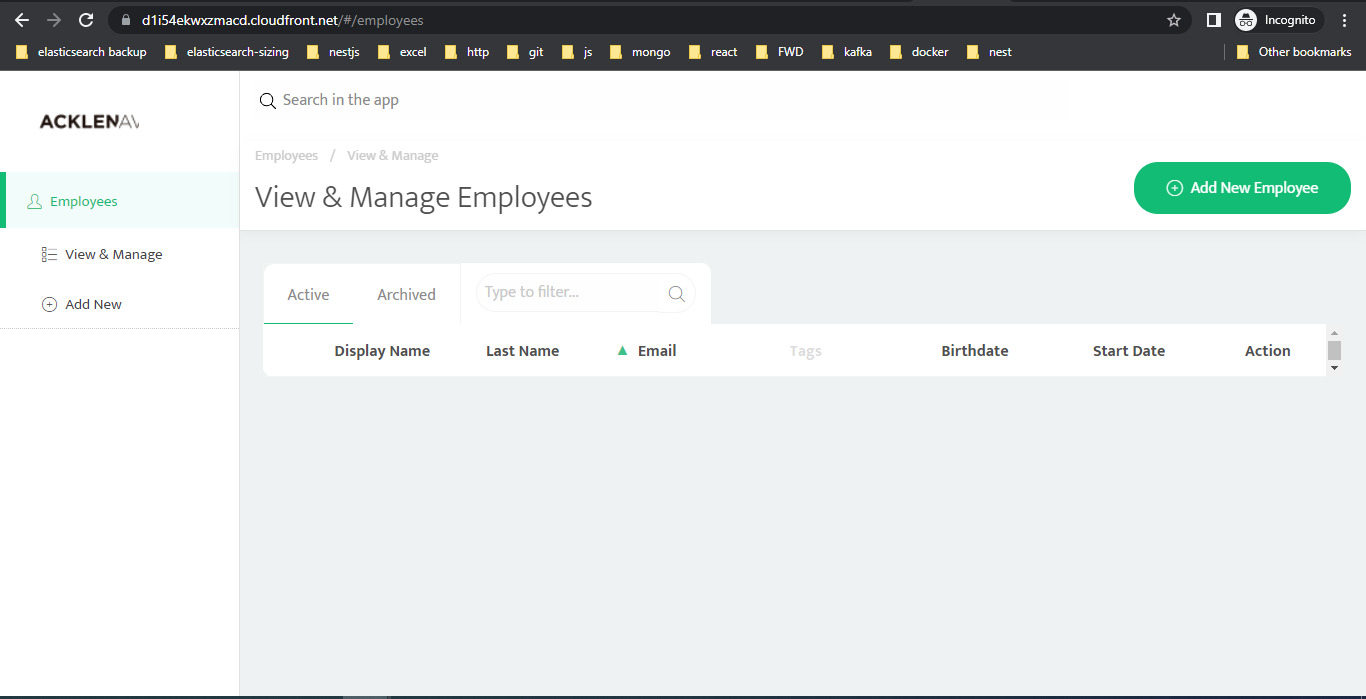 d1i54ekwxzmacd.cloudfront.net/#/employees
Incognito
elasticsearch backup elasticsearch-sizing nestjs excel http git js mongo react FWD kafka docker nest Other bookmarks
ACKLENAV
Search in the app
Employees / View & Manage
View & Manage Employees
Add New Employee
Employees
View & Manage
Add New
Active Archived Type to filter...
Display Name Last Name Email Tags Birthdate Start Date Action